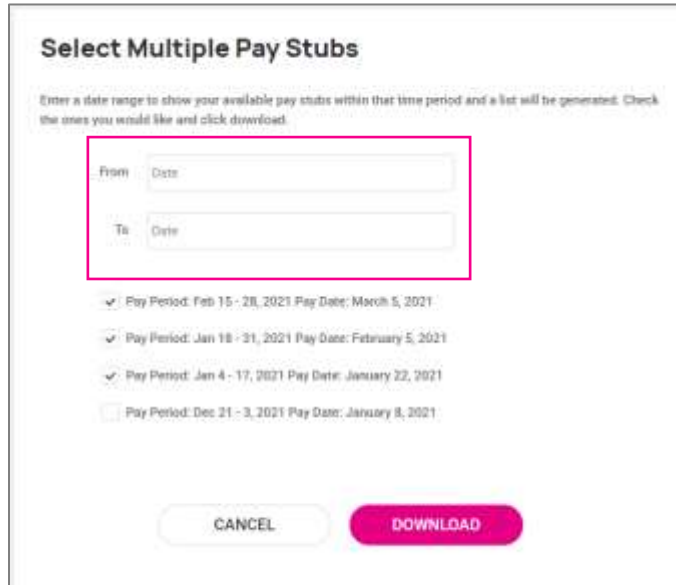 Select Multiple Pay Stubs
Enter a date range to show your available pay stubs within that time period and a list will be generated. Check
the ones you would like and click download.
From Date
To Date
Pay Period: Feb 15 - 28, 2021 Pay Date: March 5, 2021
Pay Period: Jan 18 - 31, 2021 Pay Date: February 5, 2021
Pay Period: Jan 4 - 17, 2021 Pay Date: January 22, 2021
Pay Period: Dec 21 - 3, 2021 Pay Date: January 8, 2021
CANCEL DOWNLOAD